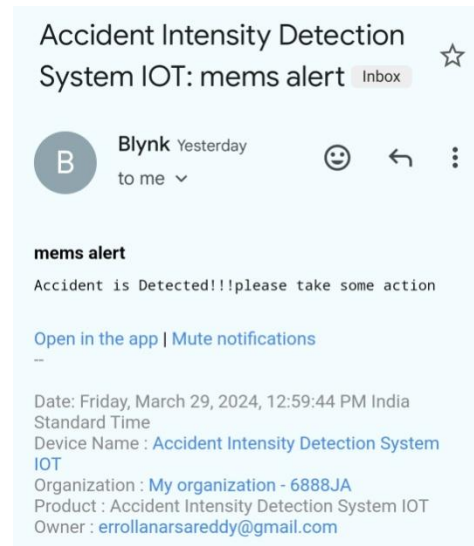 Accident Intensity Detection
System IOT: mems alert Inbox
B
Blynk Yesterday
to me
mems alert
Accident is Detected!!!please take some action
Open in the app | Mute notifications
--
Date: Friday, March 29, 2024, 12:59:44 PM India
Standard Time
Device Name : Accident Intensity Detection System
IOT
Organization : My organization - 6888JA
Product : Accident Intensity Detection System IOT
Owner : errollanarsareddy@gmail.com